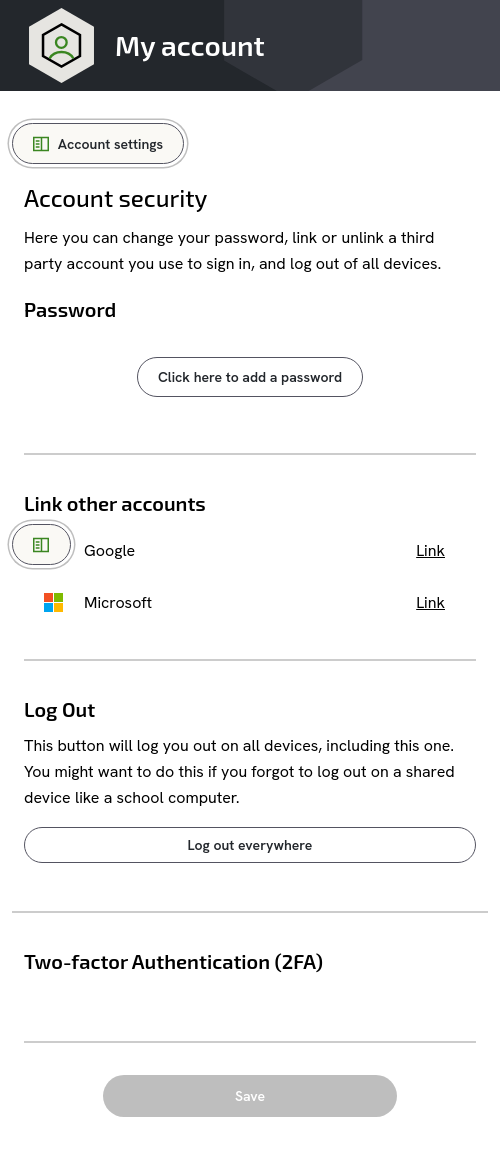 My account
Account settings
Account security
Here you can change your password, link or unlink a third
party account you use to sign in, and log out of all devices.
Password
Click here to add a password
Link other accounts
Google Link
Microsoft Link
Log Out
This button will log you out on all devices, including this one.
You might want to do this if you forgot to log out on a shared
device like a school computer.
Log out everywhere
Two-factor Authentication (2FA)
Save